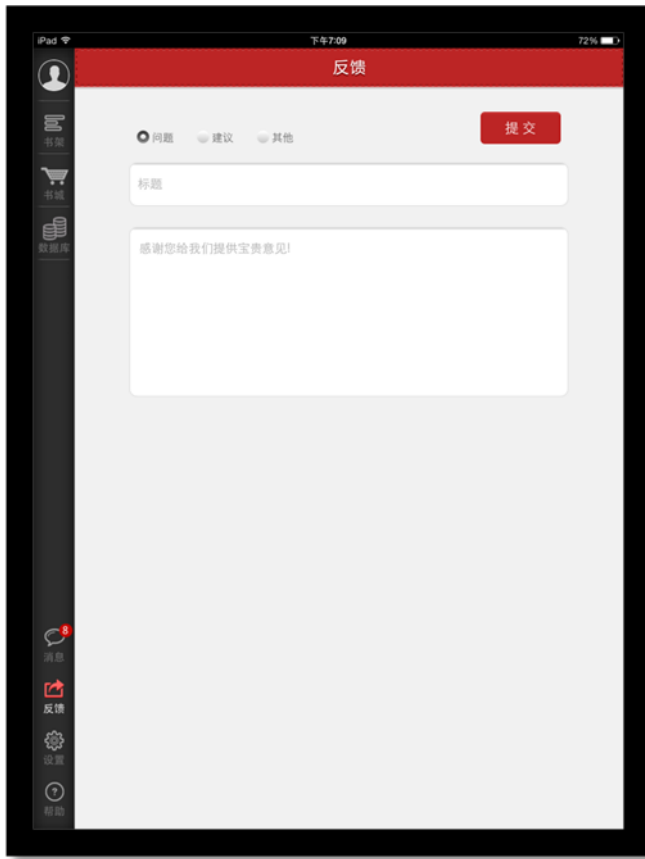 iPad 下午7:09 72%
反馈
问题 建议 其他 提交
标题
感谢您给我们提供宝贵意见!
书架
书城
数据库
8
消息
反馈
设置
?
帮助